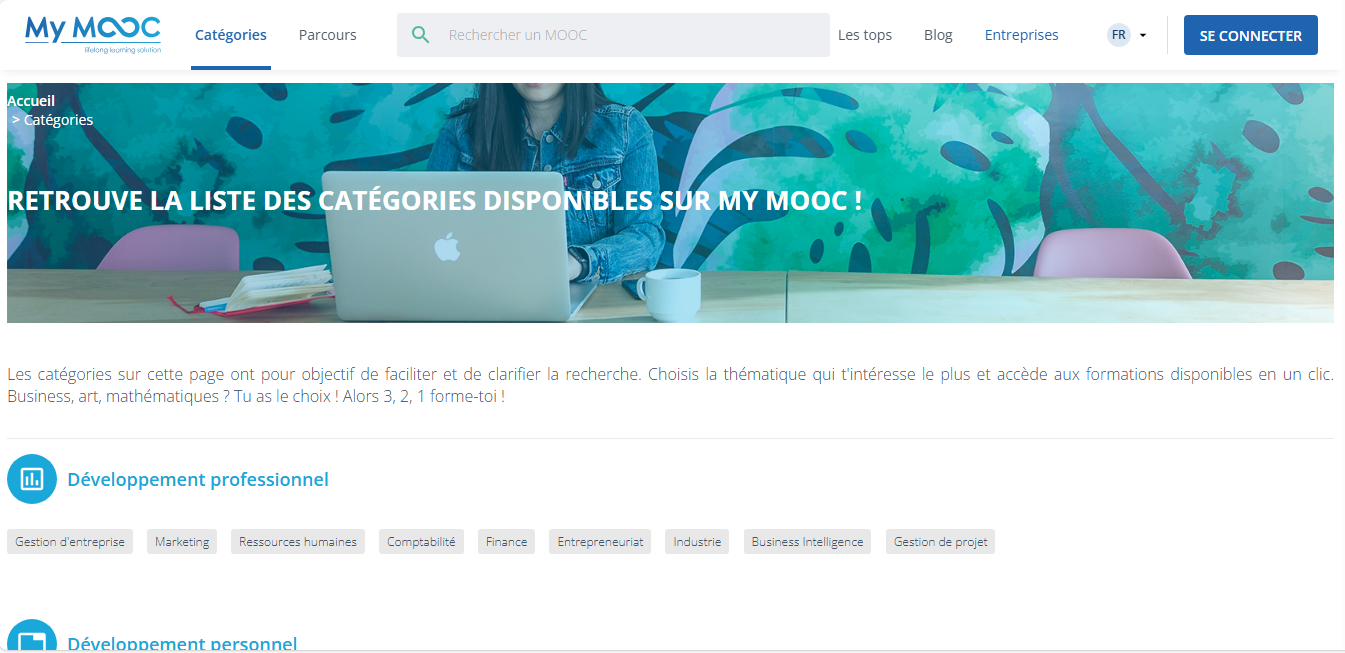 My MOOC
lifelong learning solution
Catégories
Parcours
Rechercher un MOOC
Les tops
Blog
Entreprises
FR
SE CONNECTER
Accueil
> Catégories
RETROUVE LA LISTE DES CATÉGORIES DISPONIBLES SUR MY MOOC !
Les catégories sur cette page ont pour objectif de faciliter et de clarifier la recherche. Choisis la thématique qui t'intéresse le plus et accède aux formations disponibles en un clic.
Business, art, mathématiques ? Tu as le choix ! Alors 3, 2, 1 forme-toi !
Développement professionnel
Gestion d'entreprise
Marketing
Ressources humaines
Comptabilité
Finance
Entrepreneuriat
Industrie
Business Intelligence
Gestion de projet
Développement personnel